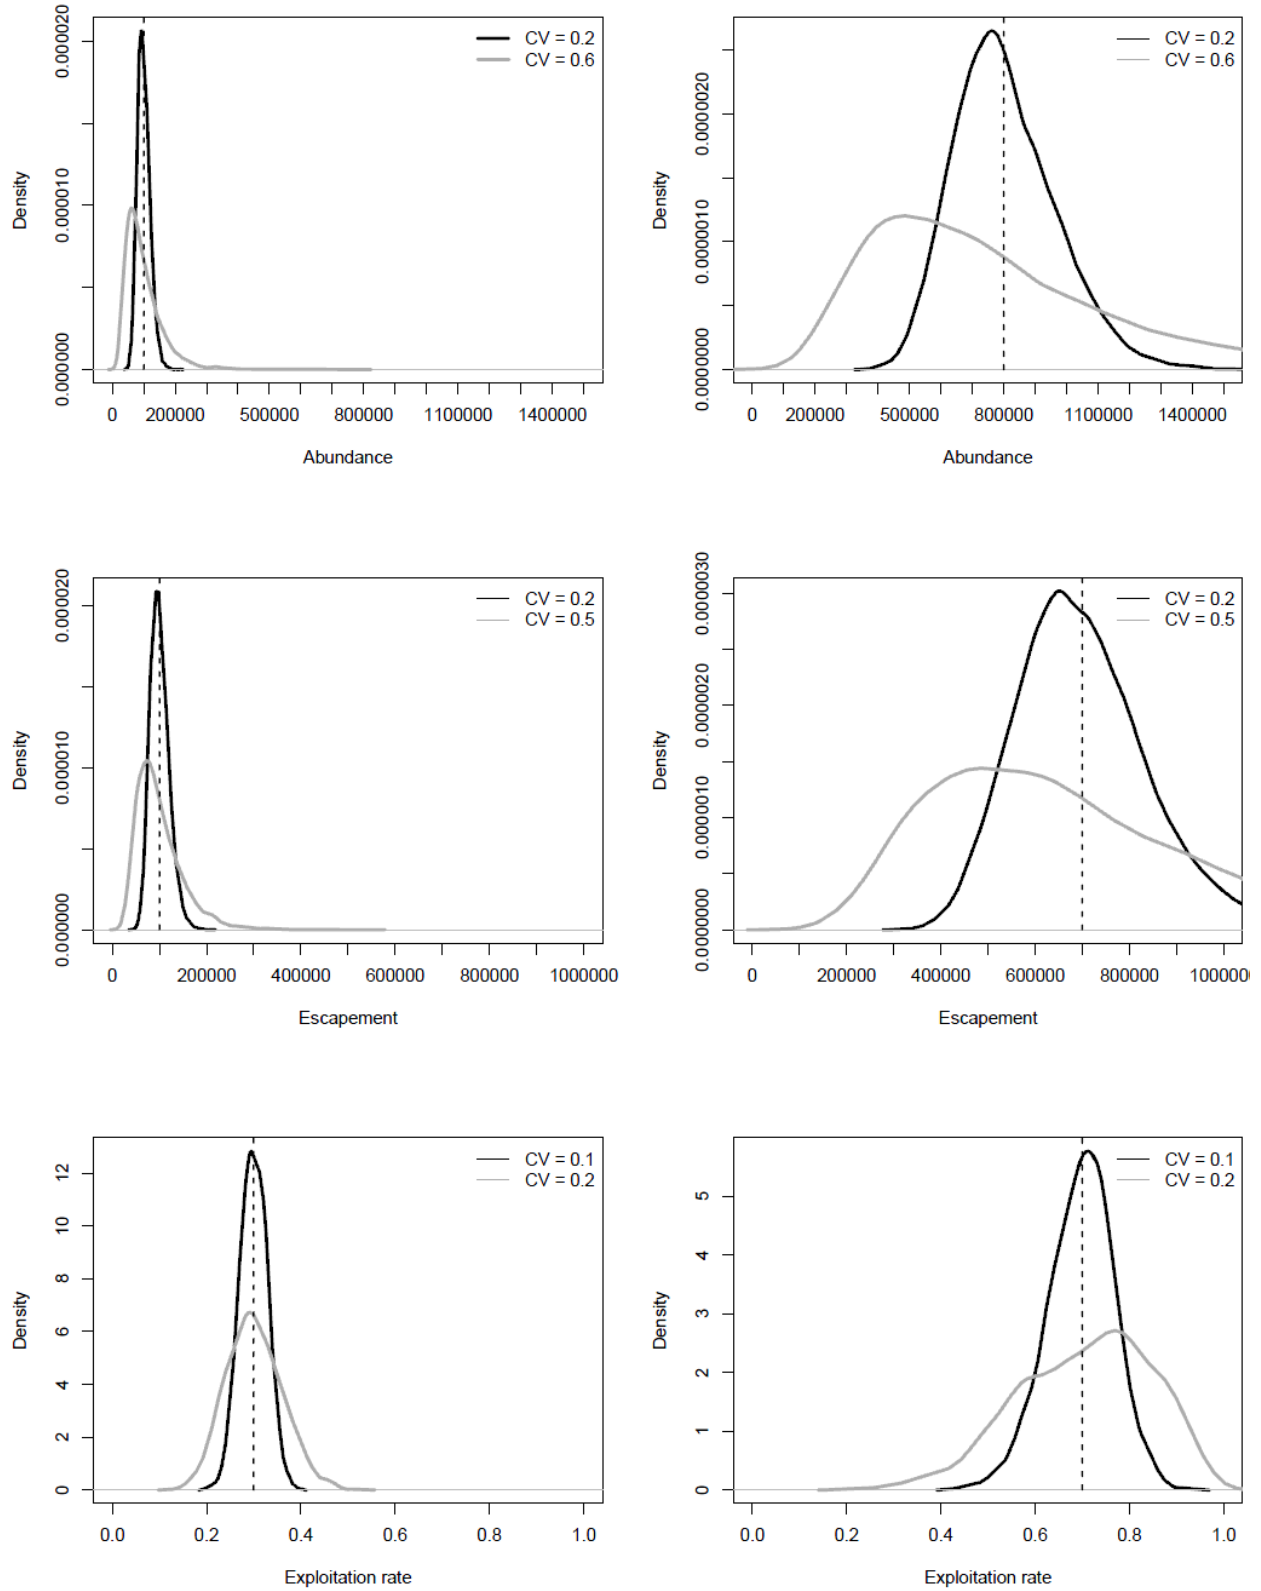 CV = 0.2
CV = 0.6
Density
0.000000 0.000010 0.000020
0 200000 500000 800000 1100000 1400000
Abundance
CV = 0.2
CV = 0.6
Density
0.0000000 0.0000010 0.0000020
0 200000 500000 800000 1100000 1400000
Abundance
CV = 0.2
CV = 0.5
Density
0.000000 0.000010 0.000020
0 200000 400000 600000 800000 1000000
Escapement
CV = 0.2
CV = 0.5
Density
0.0000000 0.0000010 0.0000020 0.0000030
0 200000 400000 600000 800000 100000
Escapement
CV = 0.1
CV = 0.2
Density
0 2 4 6 8 10 12
0.0 0.2 0.4 0.6 0.8 1.0
Exploitation rate
CV = 0.1
CV = 0.2
Density
0 1 2 3 4 5
0.0 0.2 0.4 0.6 0.8 1.0
Exploitation rate